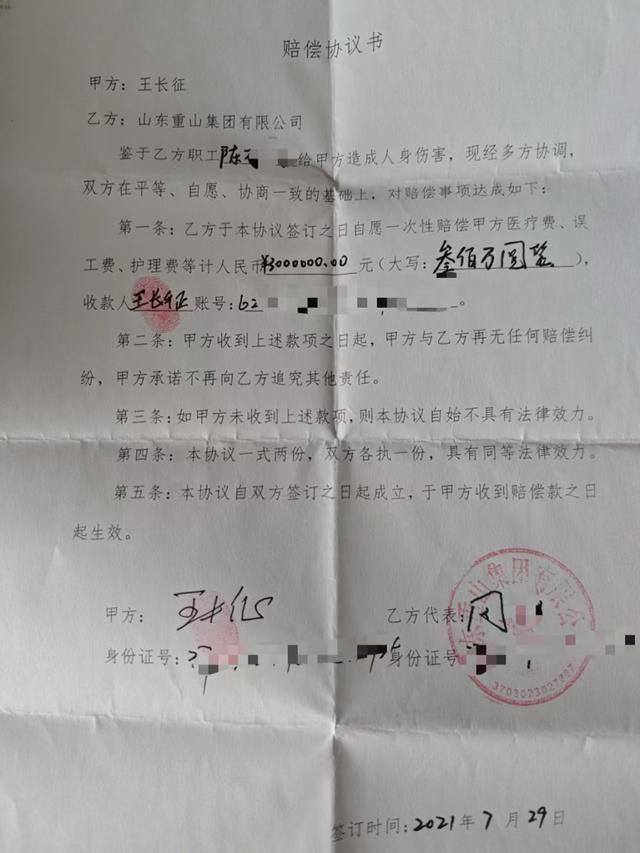 赔偿协议书
甲方：王长征
乙方：山东重山集团有限公司
鉴于乙方职工陈 给甲方造成人身伤害，现经多方协调，
双方在平等、自愿、协商一致的基础上，对赔偿事项达成如下：
第一条：乙方于本协议签订之日自愿一次性赔偿甲方医疗费、误
工费、护理费等计人民币¥3000000.00元（大写：叁佰万圆整），
收款人王长征账号：62 。
第二条：甲方收到上述款项之日起，甲方与乙方再无任何赔偿纠
纷，甲方承诺不再向乙方追究其他责任。
第三条：如甲方未收到上述款项，则本协议自始不具有法律效力。
第四条：本协议一式两份，双方各执一份，具有同等法律效力。
第五条：本协议自双方签订之日起成立，于甲方收到赔偿款之日
起生效。
甲方：王长征 乙方代表：
身份证号： 身份证号：
山集团有限公
3703023027887
签订时间：2021年7月29日